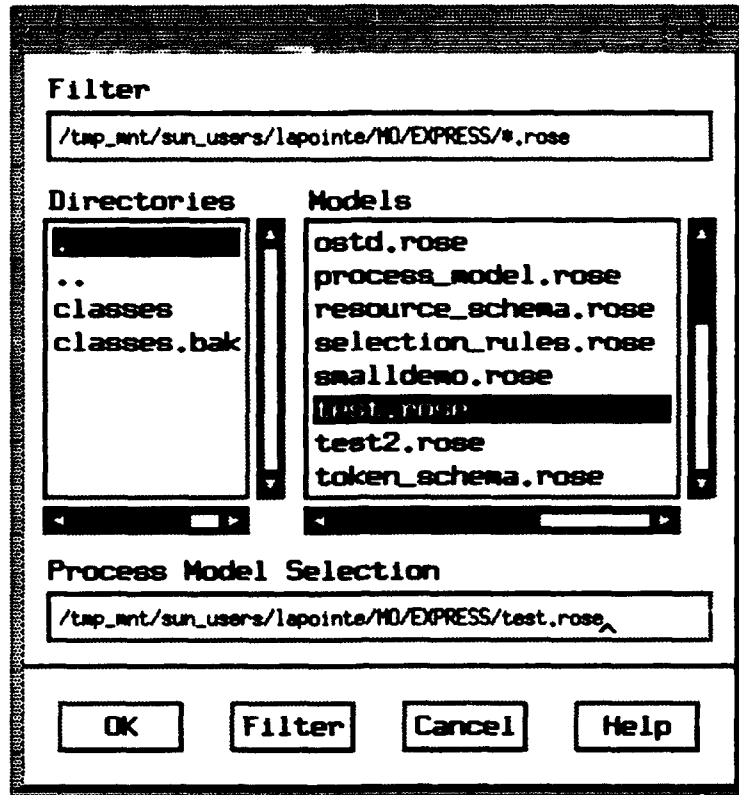 Filter
/tmp_mnt/sun_users/lapointe/MO/EXPRESS/*.rose
Directories
Models
.
..
classes
classes.bak
ostd.rose
process_model.rose
resource_schema.rose
selection_rules.rose
smalldemo.rose
test.rose
test2.rose
token_schema.rose
Process Model Selection
/tmp_mnt/sun_users/lapointe/MO/EXPRESS/test.rose
OK
Filter
Cancel
Help